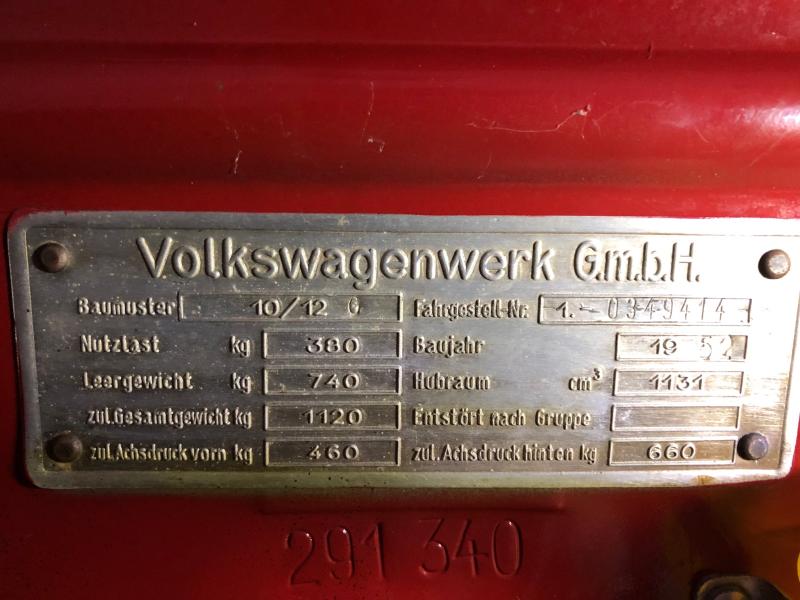 Volkswagenwerk G.m.b.H.
Baumuster 10/12 G Fahrgestell-Nr. 1.-0349414
Nutzlast kg 380 Baujahr 1952
Leergewicht kg 740 Hubraum cm³ 1131
zul.Gesamtgewicht kg 1120 Entstört nach Gruppe
zul.Achsdruck vorn kg 460 zul.Achsdruck hinten kg 660
291 340